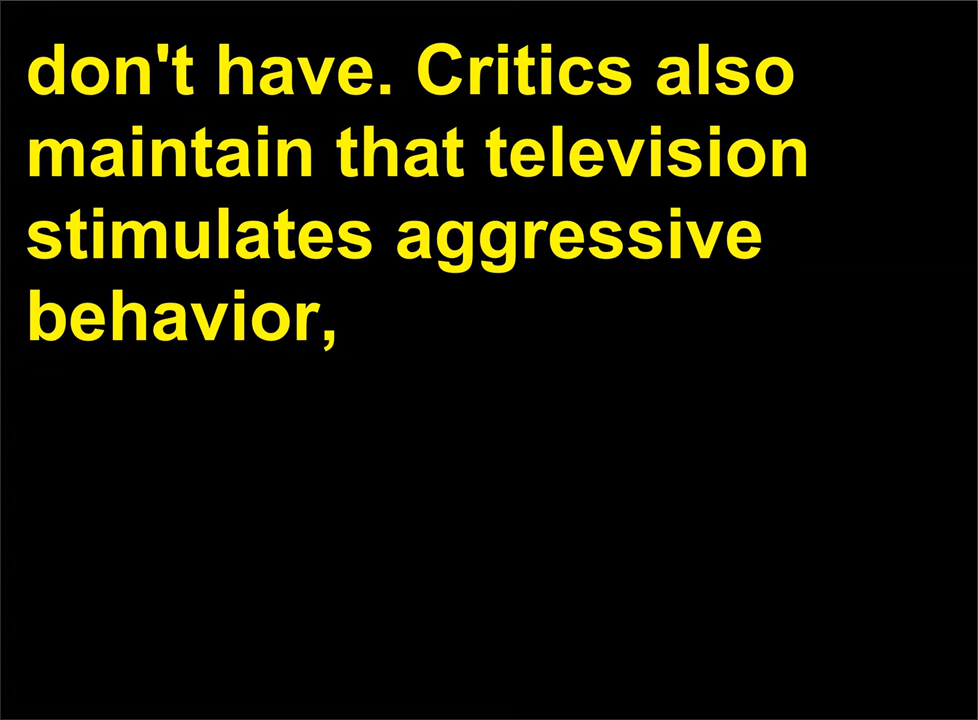 don't have. Critics also
maintain that television
stimulates aggressive
behavior,